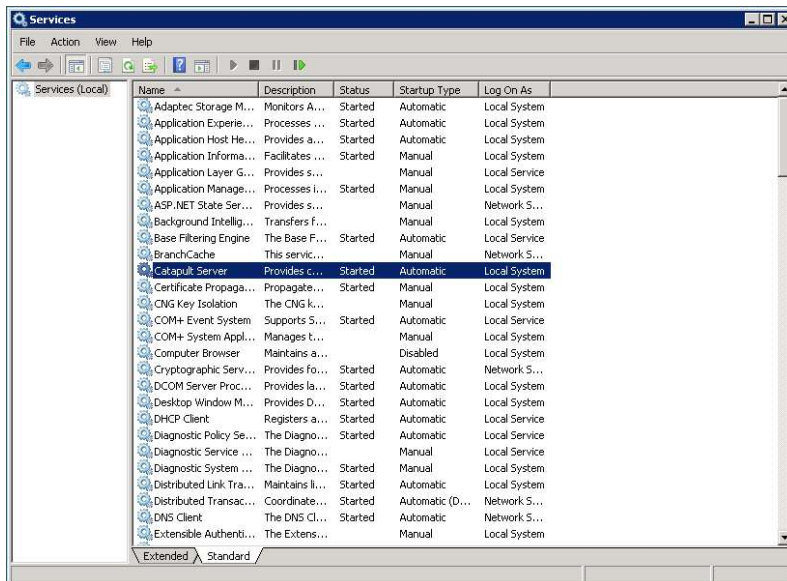 Services
File Action View Help
Services (Local)
Name Description Status Startup Type Log On As
Adaptec Storage M... Monitors A... Started Automatic Local System
Application Experie... Processes ... Started Automatic Local System
Application Host He... Provides a... Started Automatic Local System
Application Informa... Facilitates ... Started Manual Local System
Application Layer G... Provides s... Manual Local Service
Application Manage... Processes i... Started Manual Local System
ASP.NET State Ser... Provides s... Manual Network S...
Background Intellig... Transfers f... Manual Local System
Base Filtering Engine The Base F... Started Automatic Local Service
BranchCache This servic... Manual Network S...
Catapult Server Provides c... Started Automatic Local System
Certificate Propaga... Propagate... Started Manual Local System
CNG Key Isolation The CNG k... Manual Local System
COM+ Event System Supports S... Started Automatic Local Service
COM+ System Appl... Manages t... Manual Local System
Computer Browser Maintains a... Disabled Local System
Cryptographic Serv... Provides fo... Started Automatic Network S...
DCOM Server Proc... Provides la... Started Automatic Local System
Desktop Window M... Provides D... Started Automatic Local System
DHCP Client Registers a... Started Automatic Local Service
Diagnostic Policy Se... The Diagno... Started Automatic Local Service
Diagnostic Service ... The Diagno... Manual Local Service
Diagnostic System ... The Diagno... Started Manual Local System
Distributed Link Tra... Maintains li... Started Automatic Local System
Distributed Transac... Coordinate... Started Automatic (D... Network S...
DNS Client The DNS Cl... Started Automatic Network S...
Extensible Authenti... The Extens... Manual Local System
Extended Standard